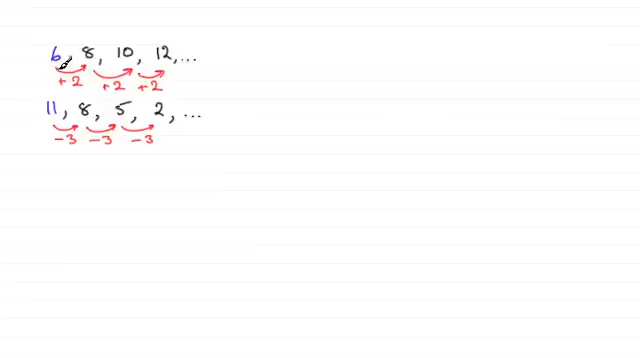 6, 8, 10, 12, ...
+2 +2 +2
11, 8, 5, 2, ...
-3 -3 -3